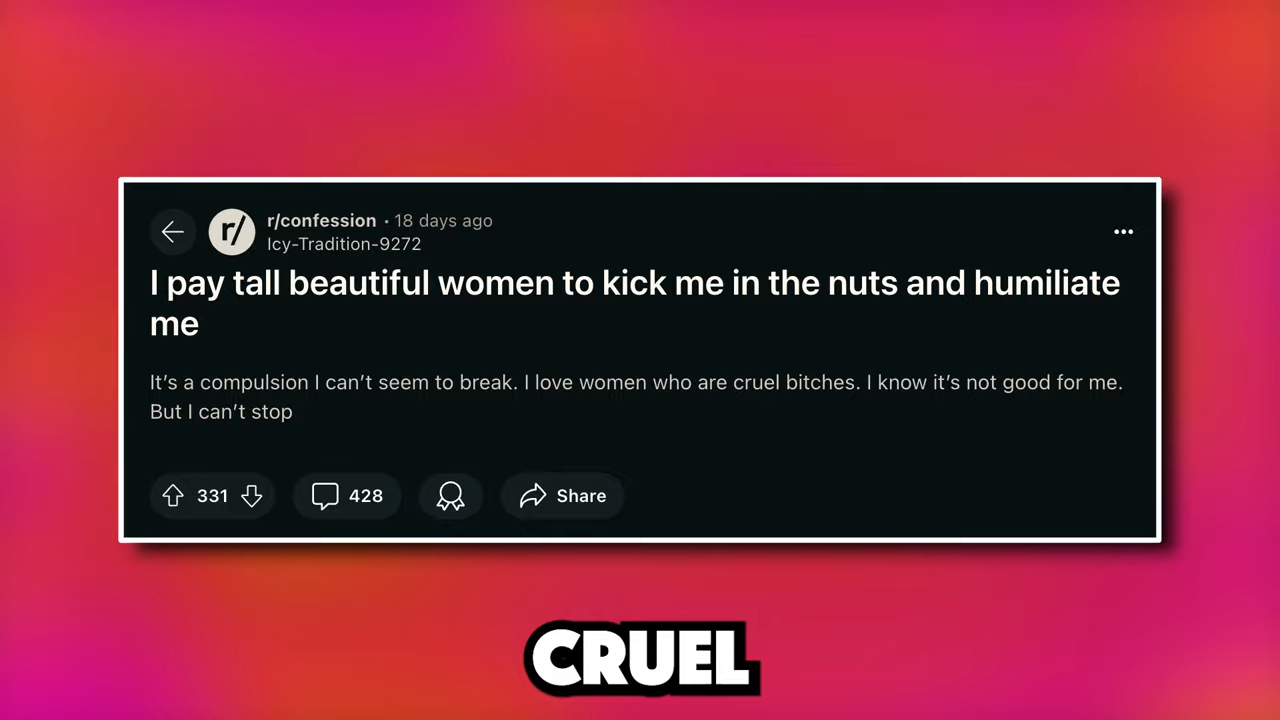 r/
r/confession • 18 days ago
Icy-Tradition-9272
I pay tall beautiful women to kick me in the nuts and humiliate
me
It’s a compulsion I can’t seem to break. I love women who are cruel bitches. I know it’s not good for me.
But I can’t stop
331
428
Share
CRUEL